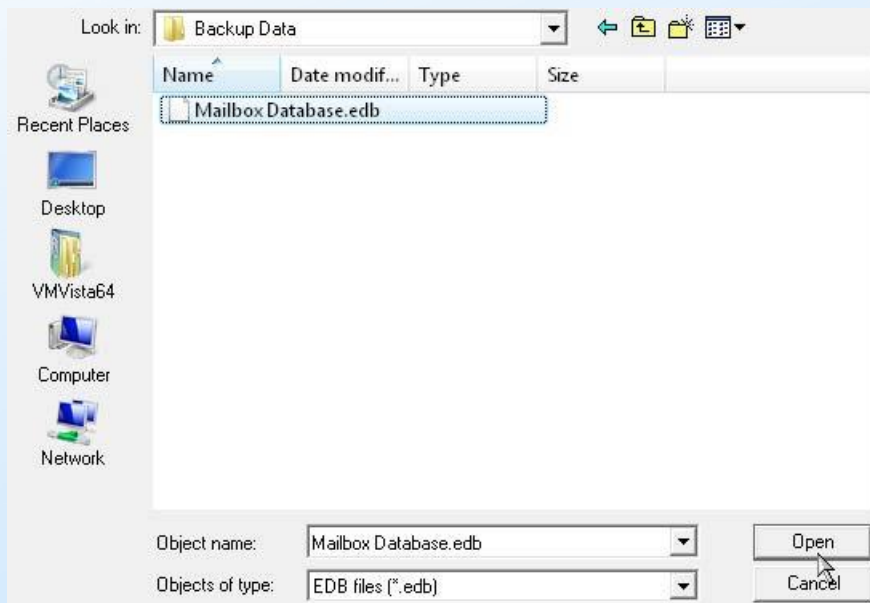 Look in: Backup Data
Name Date modif... Type Size
Mailbox Database.edb
Recent Places
Desktop
VMVista64
Computer
Network
Object name: Mailbox Database.edb Open
Objects of type: EDB files (*.edb) Cancel